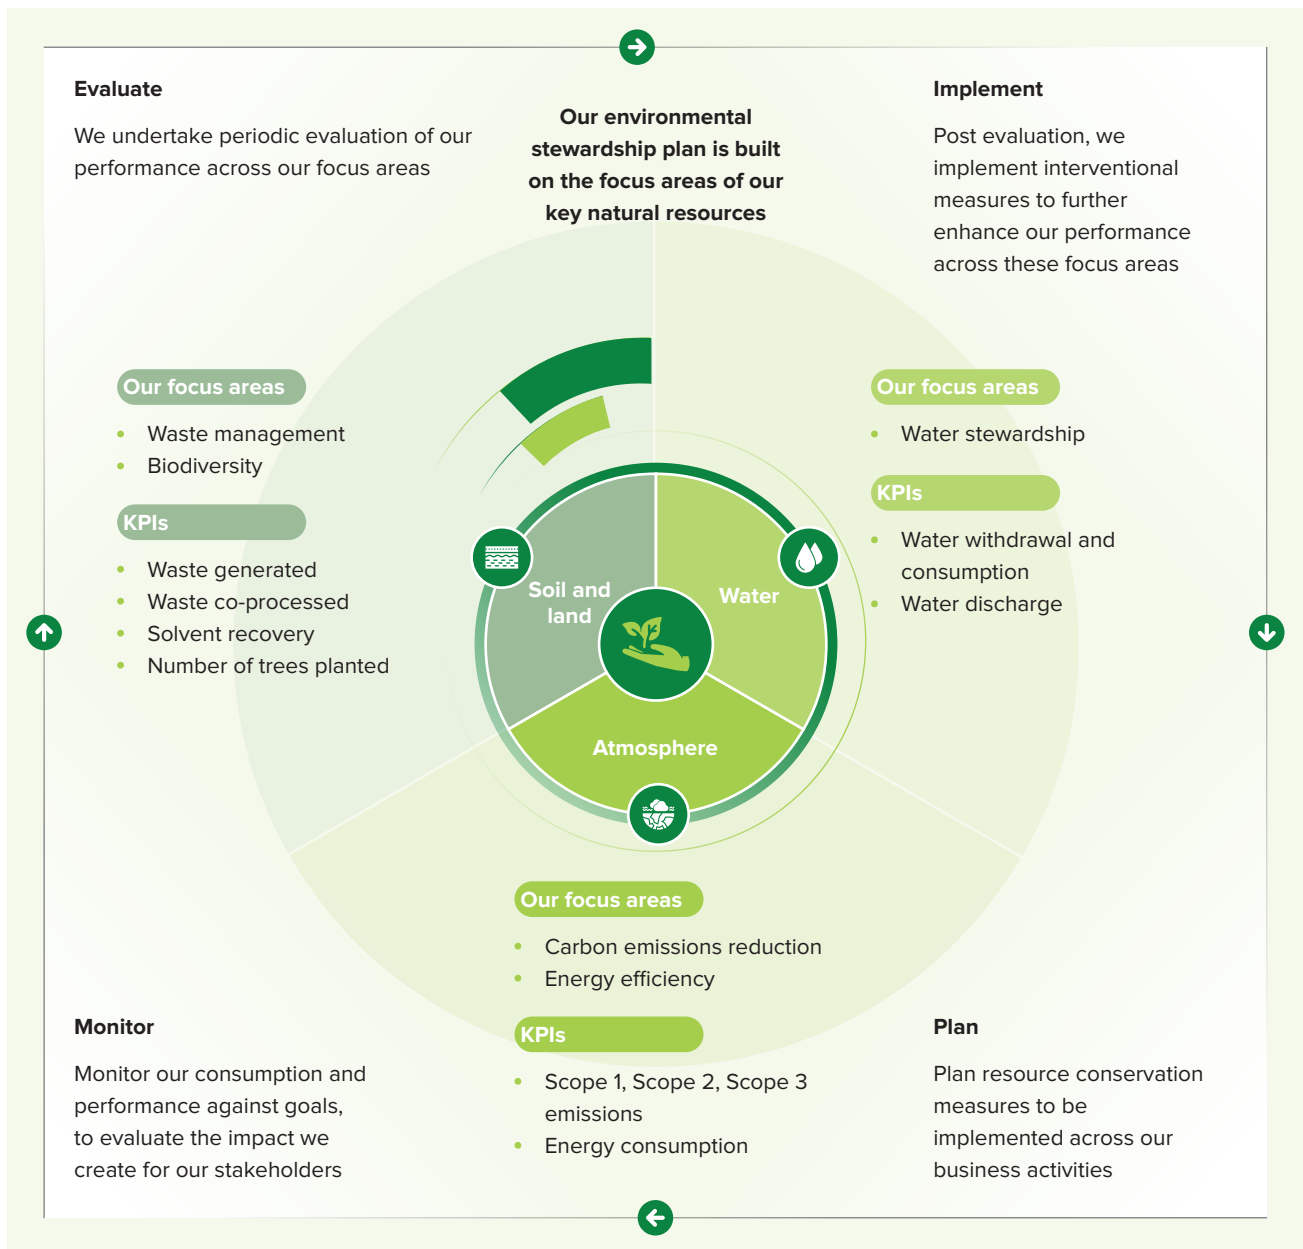 Evaluate
We undertake periodic evaluation of our
performance across our focus areas
Our environmental
stewardship plan is built
on the focus areas of our
key natural resources
Implement
Post evaluation, we
implement interventional
measures to further
enhance our performance
across these focus areas
Our focus areas
Waste management
Biodiversity
KPIs
Waste generated
Waste co-processed
Solvent recovery
Number of trees planted
Soil and
land
Water
Atmosphere
Our focus areas
Water stewardship
KPIs
Water withdrawal and
consumption
Water discharge
Our focus areas
Carbon emissions reduction
Energy efficiency
KPIs
Scope 1, Scope 2, Scope 3
emissions
Energy consumption
Monitor
Monitor our consumption and
performance against goals,
to evaluate the impact we
create for our stakeholders
Plan
Plan resource conservation
measures to be
implemented across our
business activities